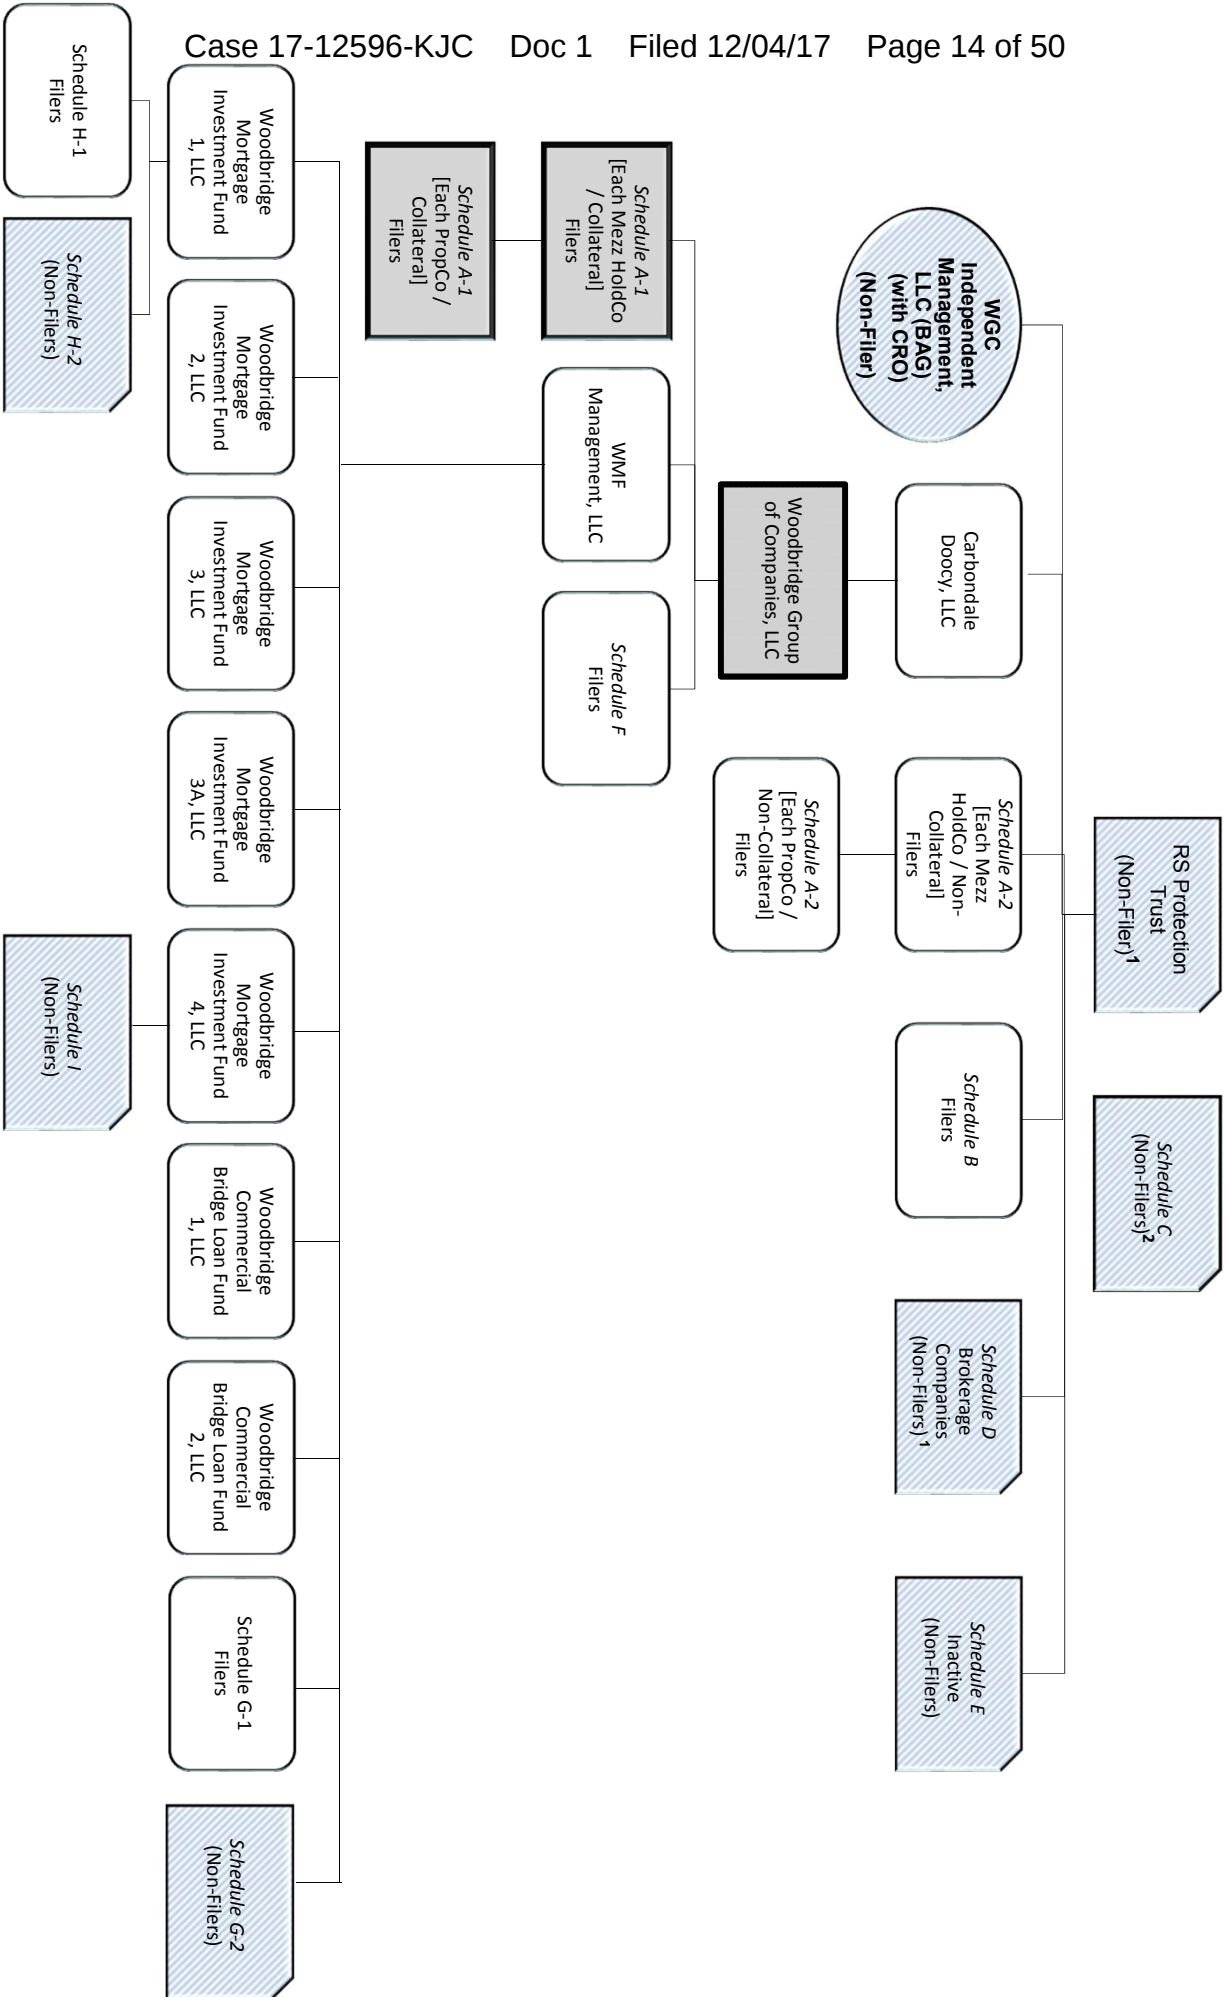 Case 17-12596-KJC Doc 1 Filed 12/04/17 Page 14 of 50
RS Protection
Trust
(Non-Filer)1
Schedule C
(Non-Filers)2
WGC
Independent
Management,
LLC (BAG)
(with CRO)
(Non-Filer)
Carbondale
Doocy, LLC
Schedule A-2
[Each Mezz
HoldCo / Non-
Collateral]
Filers
Schedule B
Filers
Schedule D
Brokerage
Companies
(Non-Filers)1
Schedule E
Inactive
(Non-Filers)
Woodbridge Group
of Companies, LLC
Schedule A-2
[Each PropCo /
Non-Collateral]
Filers
Schedule A-1
[Each Mezz HoldCo
/ Collateral]
Filers
WMF
Management, LLC
Schedule F
Filers
Schedule A-1
[Each PropCo /
Collateral]
Filers
Woodbridge
Mortgage
Investment Fund
1, LLC
Woodbridge
Mortgage
Investment Fund
2, LLC
Woodbridge
Mortgage
Investment Fund
3, LLC
Woodbridge
Mortgage
Investment Fund
3A, LLC
Woodbridge
Mortgage
Investment Fund
4, LLC
Woodbridge
Commercial
Bridge Loan Fund
1, LLC
Woodbridge
Commercial
Bridge Loan Fund
2, LLC
Schedule G-1
Filers
Schedule G-2
(Non-Filers)
Schedule H-1
Filers
Schedule H-2
(Non-Filers)
Schedule I
(Non-Filers)